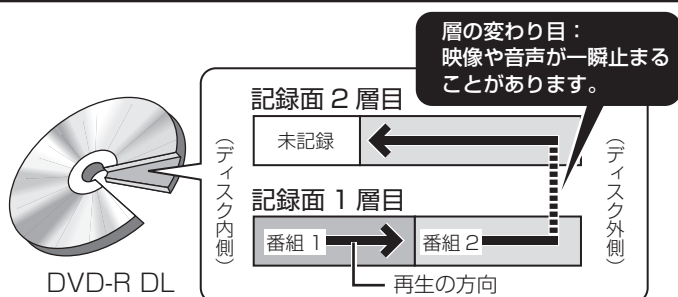 層の変わり目：
映像や音声が一瞬止まる
ことがあります。
記録面 2 層目
未記録
（ディスク内側）
（ディスク外側）
記録面 1 層目
番組 1
番組 2
再生の方向
DVD-R DL